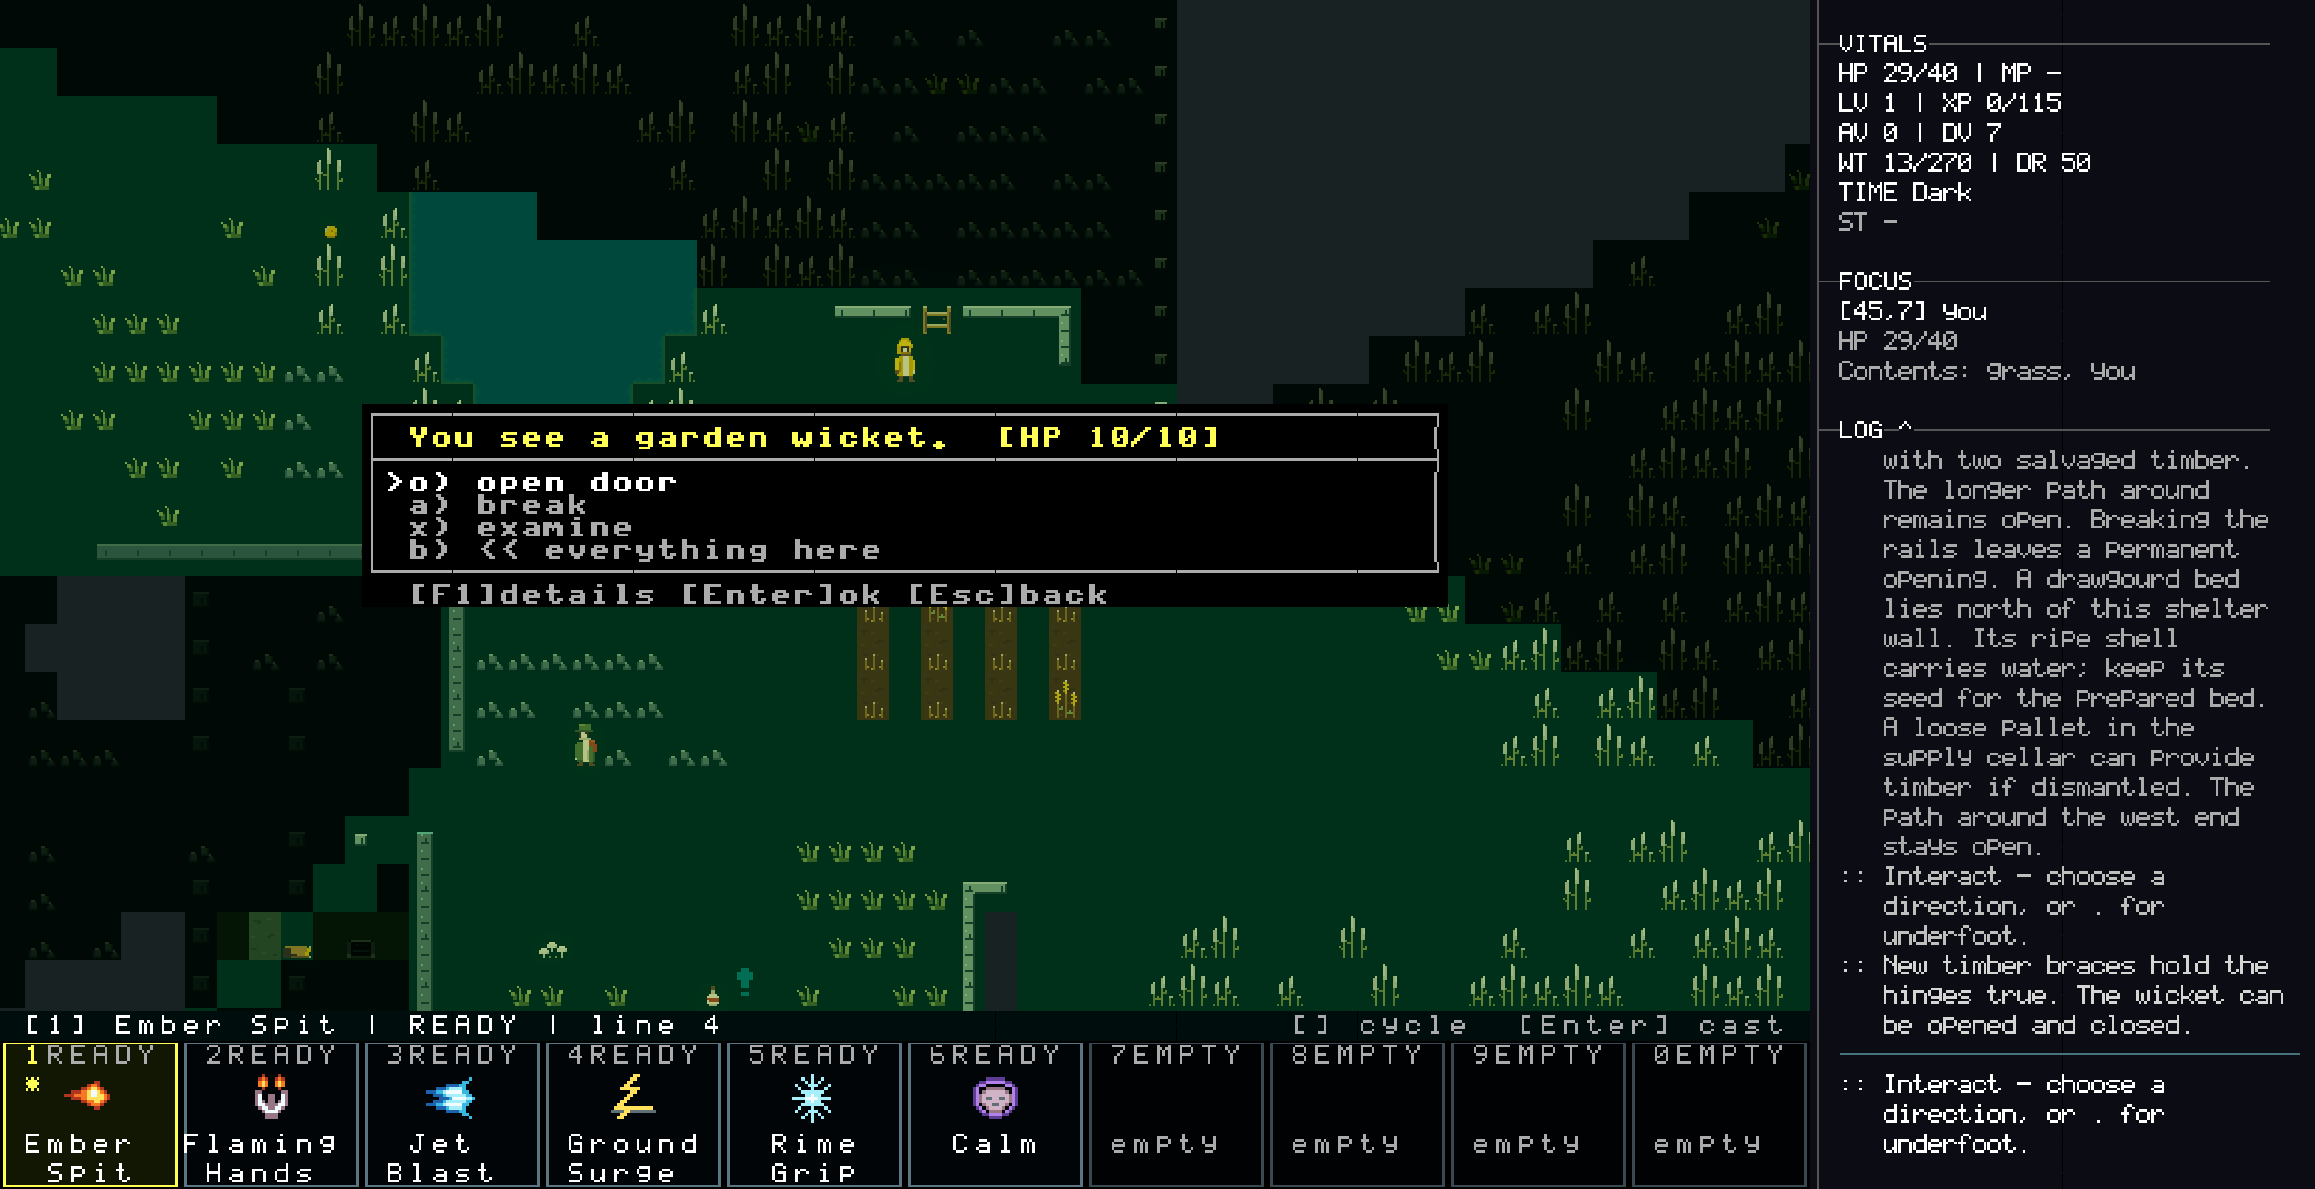 VITALS
HP 29/40 | MP -
LV 1 | XP 0/115
AV 0 | DV 7
WT 13/270 | DR 50
TIME Dark
ST -
FOCUS
[45,7] You
HP 29/40
Contents: grass, You
LOG ^
with two salvaged timber.
The longer path around
remains open. Breaking the
rails leaves a permanent
opening. A drawgourd bed
lies north of this shelter
wall. Its ripe shell
carries water; keep its
seed for the prepared bed.
A loose pallet in the
supply cellar can provide
timber if dismantled. The
path around the west end
stays open.
:: Interact - choose a
direction, or . for
underfoot.
:: New timber braces hold the
hinges true. The wicket can
be opened and closed.
:: Interact - choose a
direction, or . for
underfoot.
You see a garden wicket. [HP 10/10]
>o) open door
a) break
x) examine
b) << everything here
[F1]details [Enter]ok [Esc]back
[1] Ember Spit | READY | line 4
[] cycle [Enter] cast
1READY 2READY 3READY 4READY 5READY 6READY 7EMPTY 8EMPTY 9EMPTY 0EMPTY
Ember Flaming Jet Ground Rime Calm empty empty empty empty
Spit Hands Blast Surge Grip